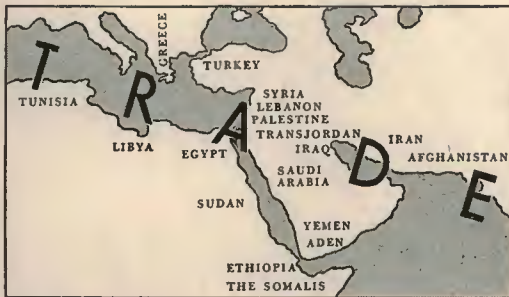 TRADE
GREECE
TURKEY
TUNISIA
SYRIA
LEBANON
PALESTINE
TRANSJORDAN
LIBYA
EGYPT
IRAQ
IRAN
AFGHANISTAN
SAUDI
ARABIA
SUDAN
YEMEN
ADEN
ETHIOPIA
THE SOMALIS